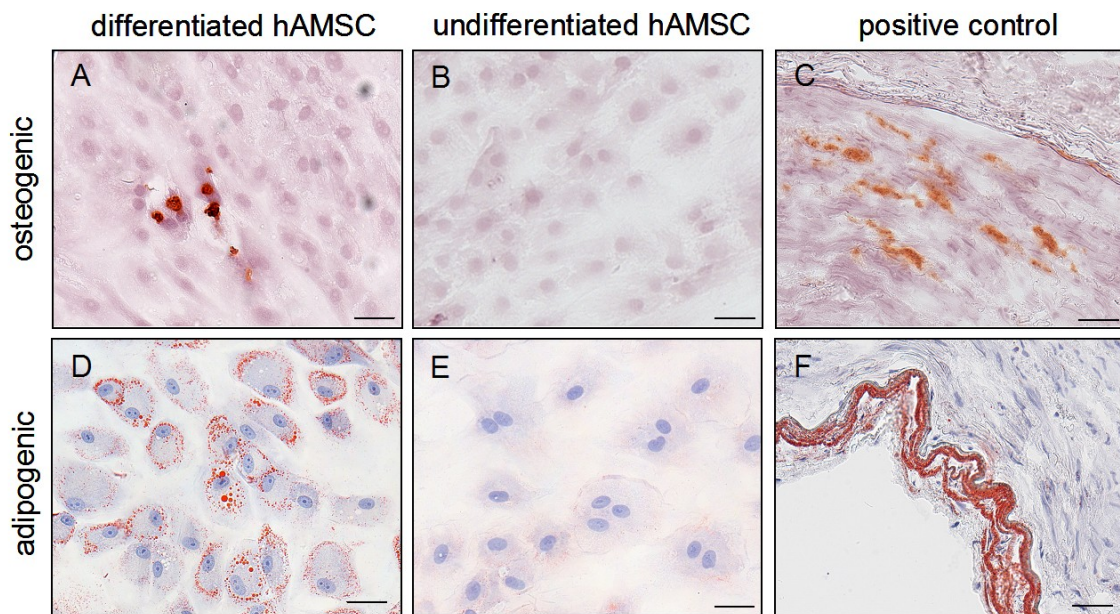 differentiated hAMSC
undifferentiated hAMSC
positive control
osteogenic
A
B
C
adipogenic
D
E
F